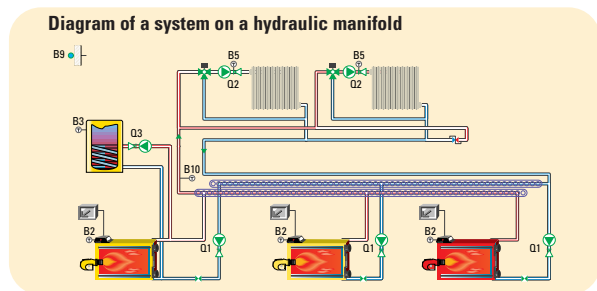 Diagram of a system on a hydraulic manifold
B9
B5
B5
Q2
Q2
B3
Q3
B10
B2
Q1
B2
Q1
B2
Q1